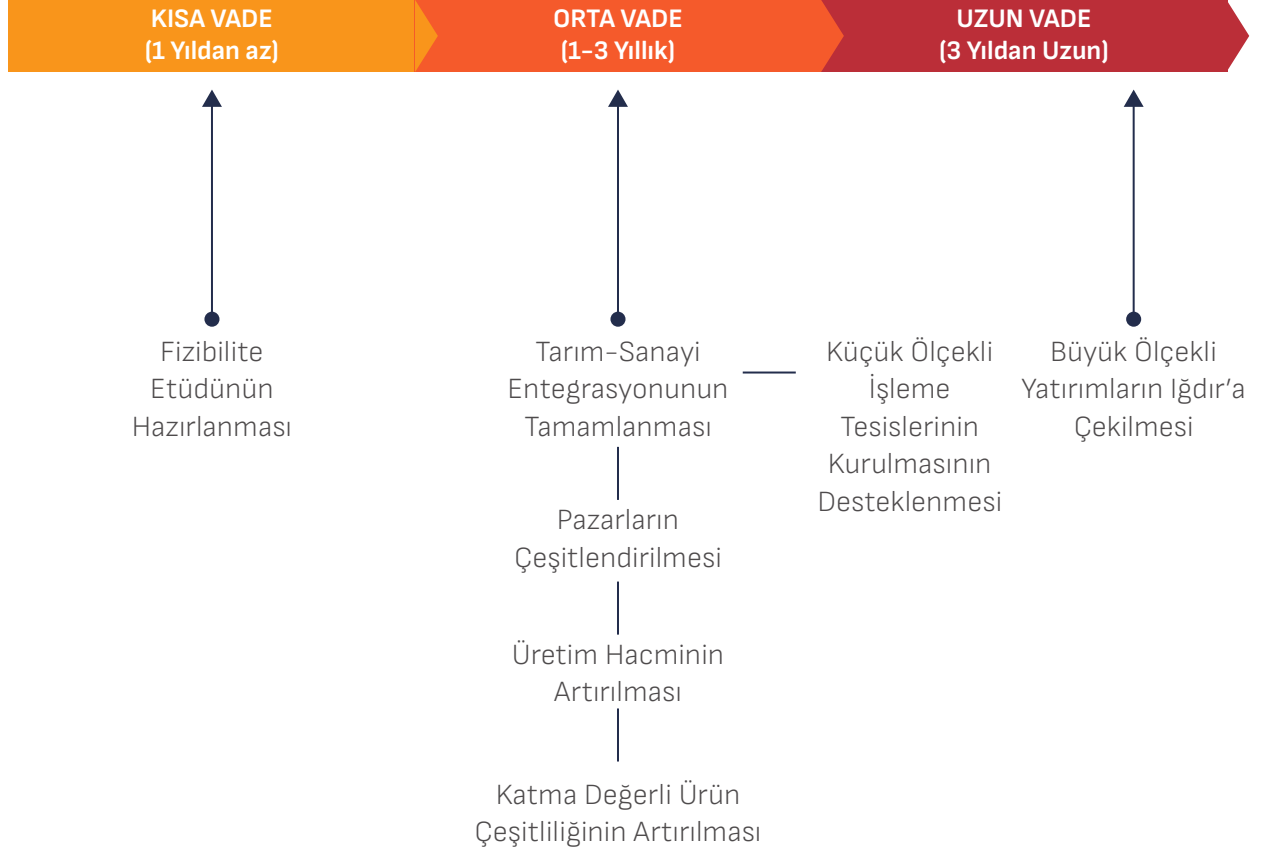 KISA VADE
(1 Yıldan az)
ORTA VADE
(1-3 Yıllık)
UZUN VADE
(3 Yıldan Uzun)
Fizibilite
Etüdünün
Hazırlanması
Tarım-Sanayi
Entegrasyonunun
Tamamlanması
Küçük Ölçekli
İşleme
Tesislerinin
Kurulmasının
Desteklenmesi
Büyük Ölçekli
Yatırımların Iğdır’a
Çekilmesi
Pazarların
Çeşitlendirilmesi
Üretim Hacminin
Artırılması
Katma Değerli Ürün
Çeşitliliğinin Artırılması